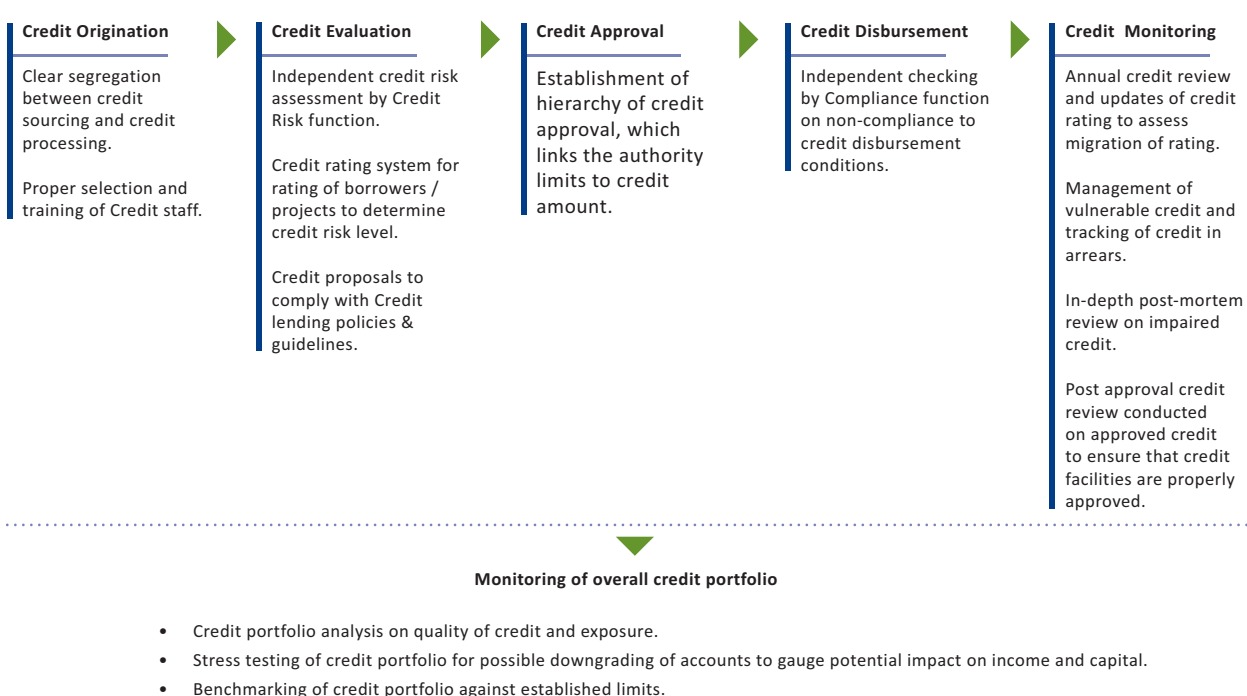 Credit Origination
Clear segregation
between credit
sourcing and credit
processing.
Proper selection and
training of Credit staff.
Credit Evaluation
Independent credit risk
assessment by Credit
Risk function.
Credit rating system for
rating of borrowers /
projects to determine
credit risk level.
Credit proposals to
comply with Credit
lending policies &
guidelines.
Credit Approval
Establishment of
hierarchy of credit
approval, which
links the authority
limits to credit
amount.
Credit Disbursement
Independent checking
by Compliance function
on non-compliance to
credit disbursement
conditions.
Credit Monitoring
Annual credit review
and updates of credit
rating to assess
migration of rating.
Management of
vulnerable credit and
tracking of credit in
arrears.
In-depth post-mortem
review on impaired
credit.
Post approval credit
review conducted
on approved credit
to ensure that credit
facilities are properly
approved.
Monitoring of overall credit portfolio
• Credit portfolio analysis on quality of credit and exposure.
• Stress testing of credit portfolio for possible downgrading of accounts to gauge potential impact on income and capital.
• Benchmarking of credit portfolio against established limits.